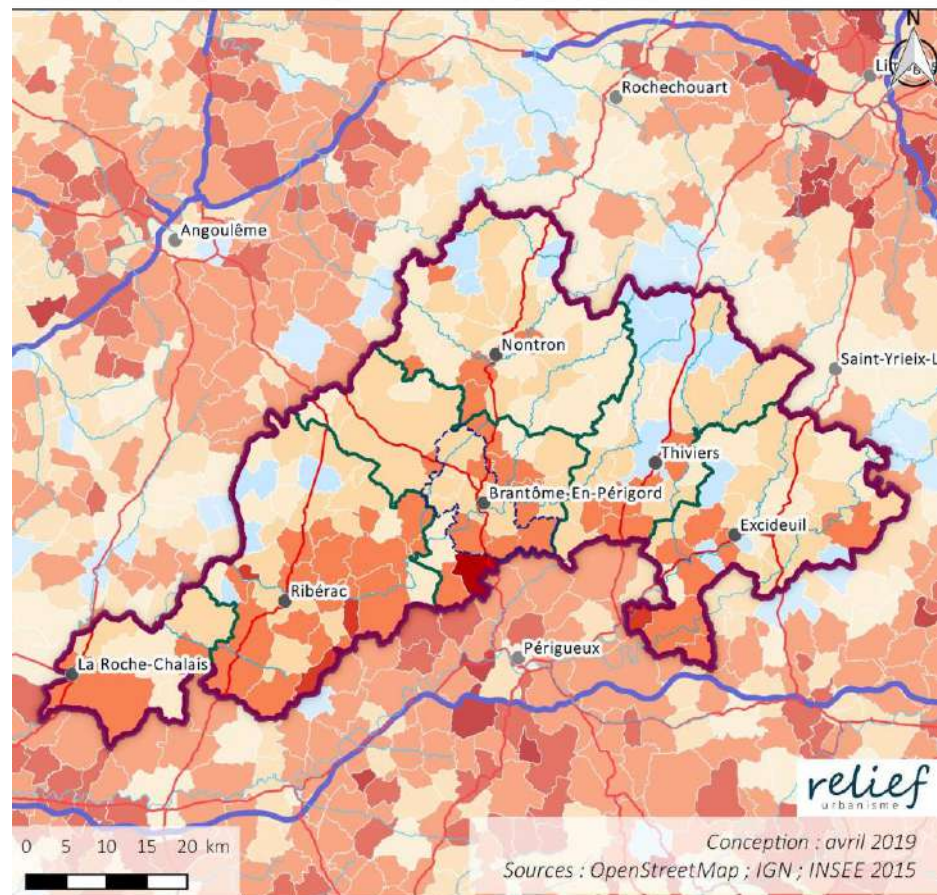 N
Rochechouart
Angoulême
Nontron
Saint-Yrieix-L
Thiviers
Brantôme-En-Périgord
Excideuil
Ribérac
Périgueux
La Roche-Chalais
relief
urbanisme
0 5 10 15 20 km
Conception : avril 2019
Sources : OpenStreetMap ; IGN ; INSEE 2015